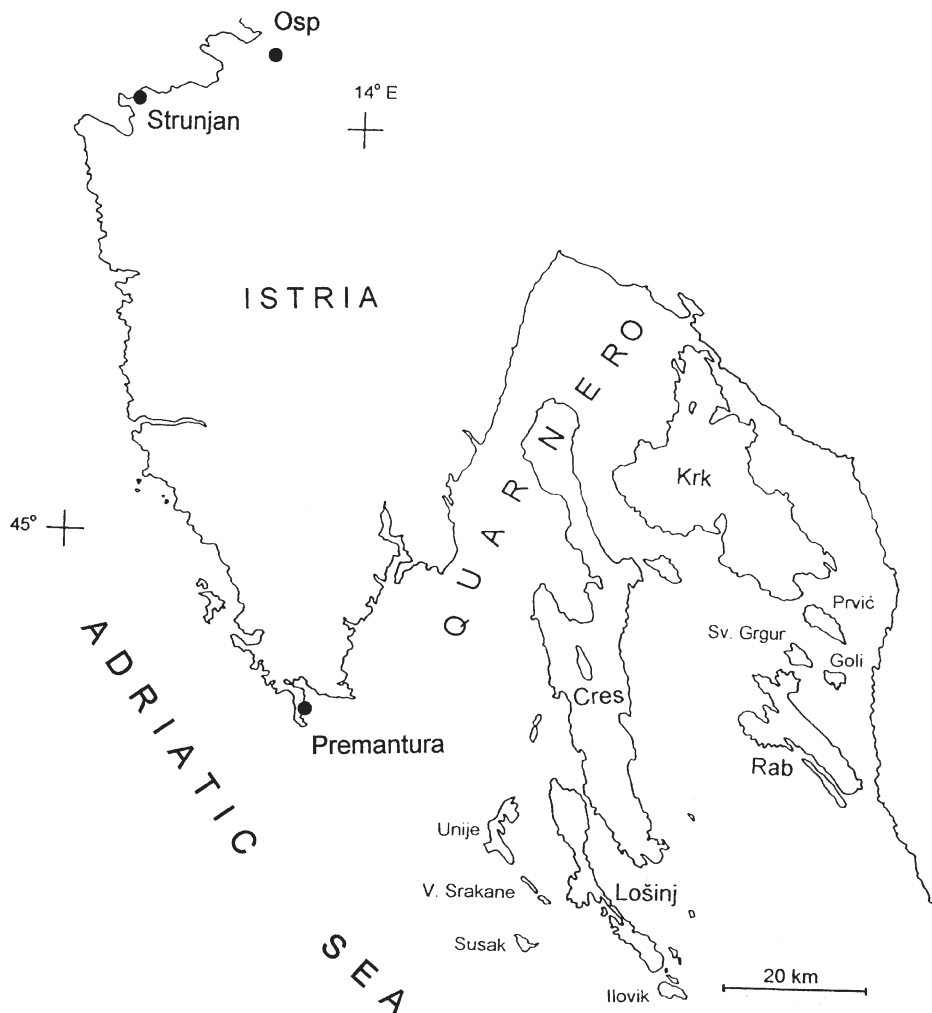 Osp
14° E
Strunjan
ISTRIA
QUARNERO
Krk
45°
Prvić
Sv. Grgur
Goli
ADRIATIC SEA
Cres
Premantura
Rab
Unije
V. Srakane
Lošinj
Susak
20 km
Ilovik